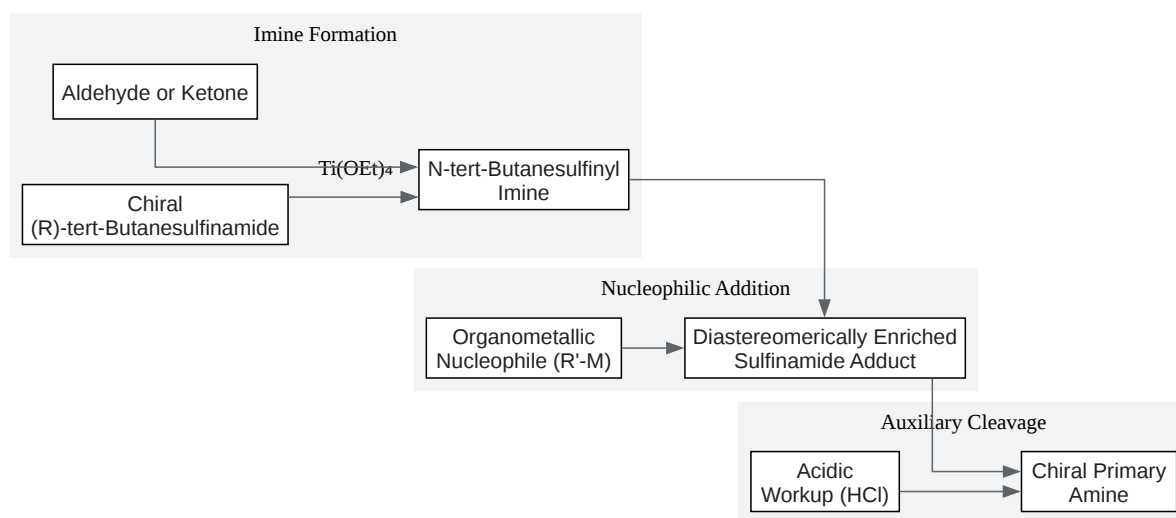 Imine Formation
Aldehyde or Ketone
Ti(OEt)₄
N-tert-Butanesulfinyl
Imine
Chiral
(R)-tert-Butanesulfinamide
Nucleophilic Addition
Organometallic
Nucleophile (R'-M)
Diastereomerically Enriched
Sulfinamide Adduct
Auxiliary Cleavage
Acidic
Workup (HCl)
Chiral Primary
Amine